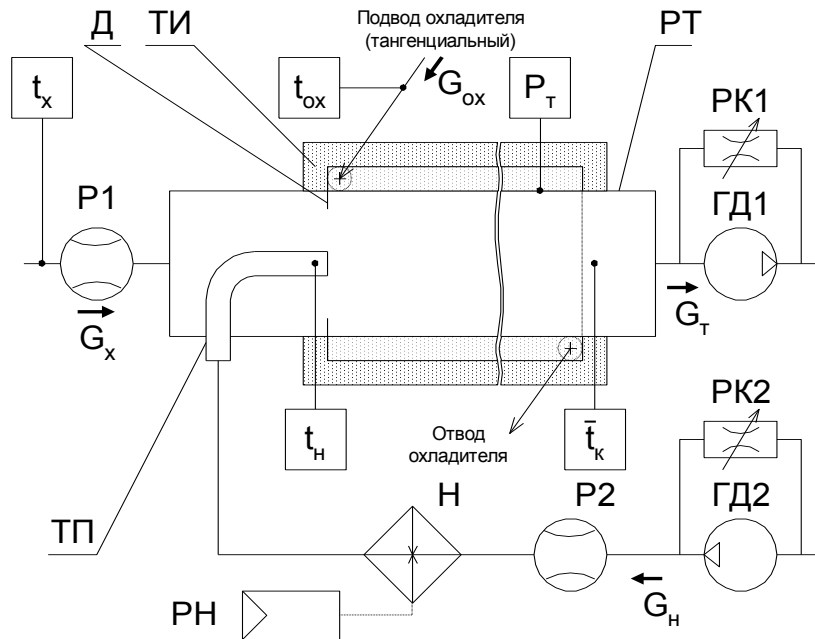 Подвод охладителя
(тангенциальный)
Д
ТИ
РТ
tх
tох
Gох
Pт
РК1
Р1
ГД1
Gх
Gт
tн
Отвод
охладителя
t̄к
РК2
Н
Р2
ГД2
ТП
РН
Gн